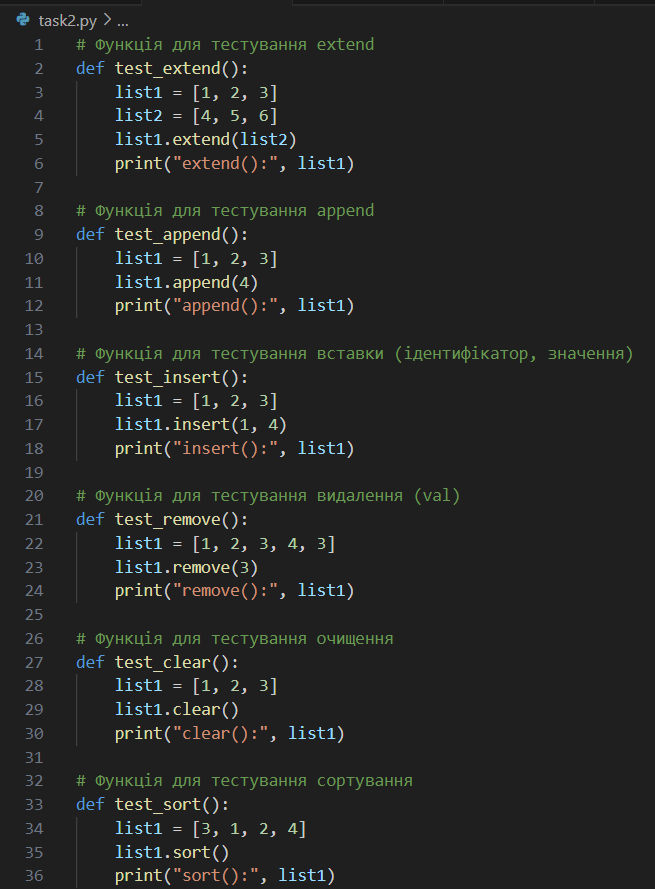 task2.py > ...
1 # Функція для тестування extend
2 def test_extend():
3     list1 = [1, 2, 3]
4     list2 = [4, 5, 6]
5     list1.extend(list2)
6     print("extend():", list1)
7
8 # Функція для тестування append
9 def test_append():
10     list1 = [1, 2, 3]
11     list1.append(4)
12     print("append():", list1)
13
14 # Функція для тестування вставки (ідентифікатор, значення)
15 def test_insert():
16     list1 = [1, 2, 3]
17     list1.insert(1, 4)
18     print("insert():", list1)
19
20 # Функція для тестування видалення (val)
21 def test_remove():
22     list1 = [1, 2, 3, 4, 3]
23     list1.remove(3)
24     print("remove():", list1)
25
26 # Функція для тестування очищення
27 def test_clear():
28     list1 = [1, 2, 3]
29     list1.clear()
30     print("clear():", list1)
31
32 # Функція для тестування сортування
33 def test_sort():
34     list1 = [3, 1, 2, 4]
35     list1.sort()
36     print("sort():", list1)